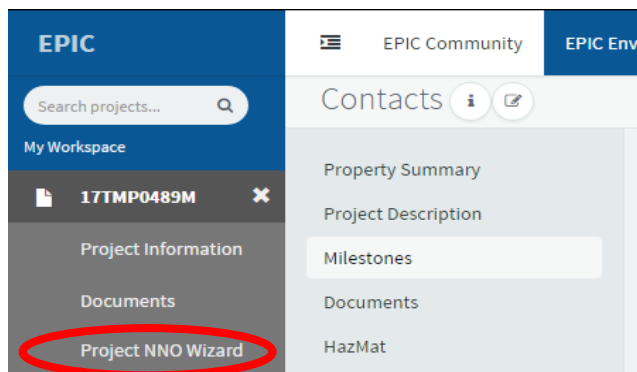 EPIC
EPIC Community
EPIC Env
Search projects...
Contacts
i
My Workspace
17TMP0489M
Project Information
Documents
Project NNO Wizard
Property Summary
Project Description
Milestones
Documents
HazMat